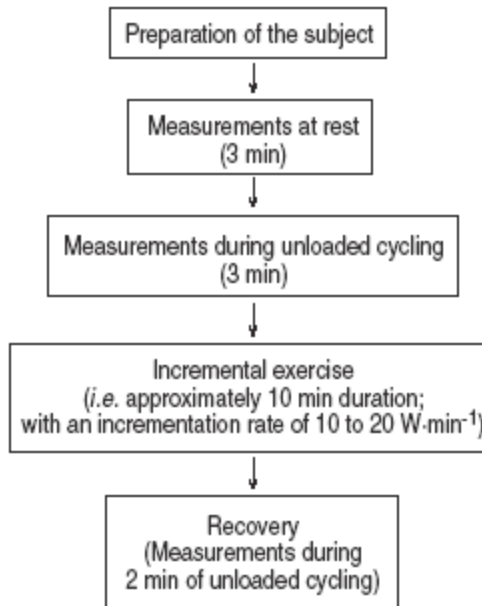 Preparation of the subject
Measurements at rest
(3 min)
Measurements during unloaded cycling
(3 min)
Incremental exercise
(i.e. approximately 10 min duration;
with an incrementation rate of 10 to 20 W·min⁻¹)
Recovery
(Measurements during
2 min of unloaded cycling)